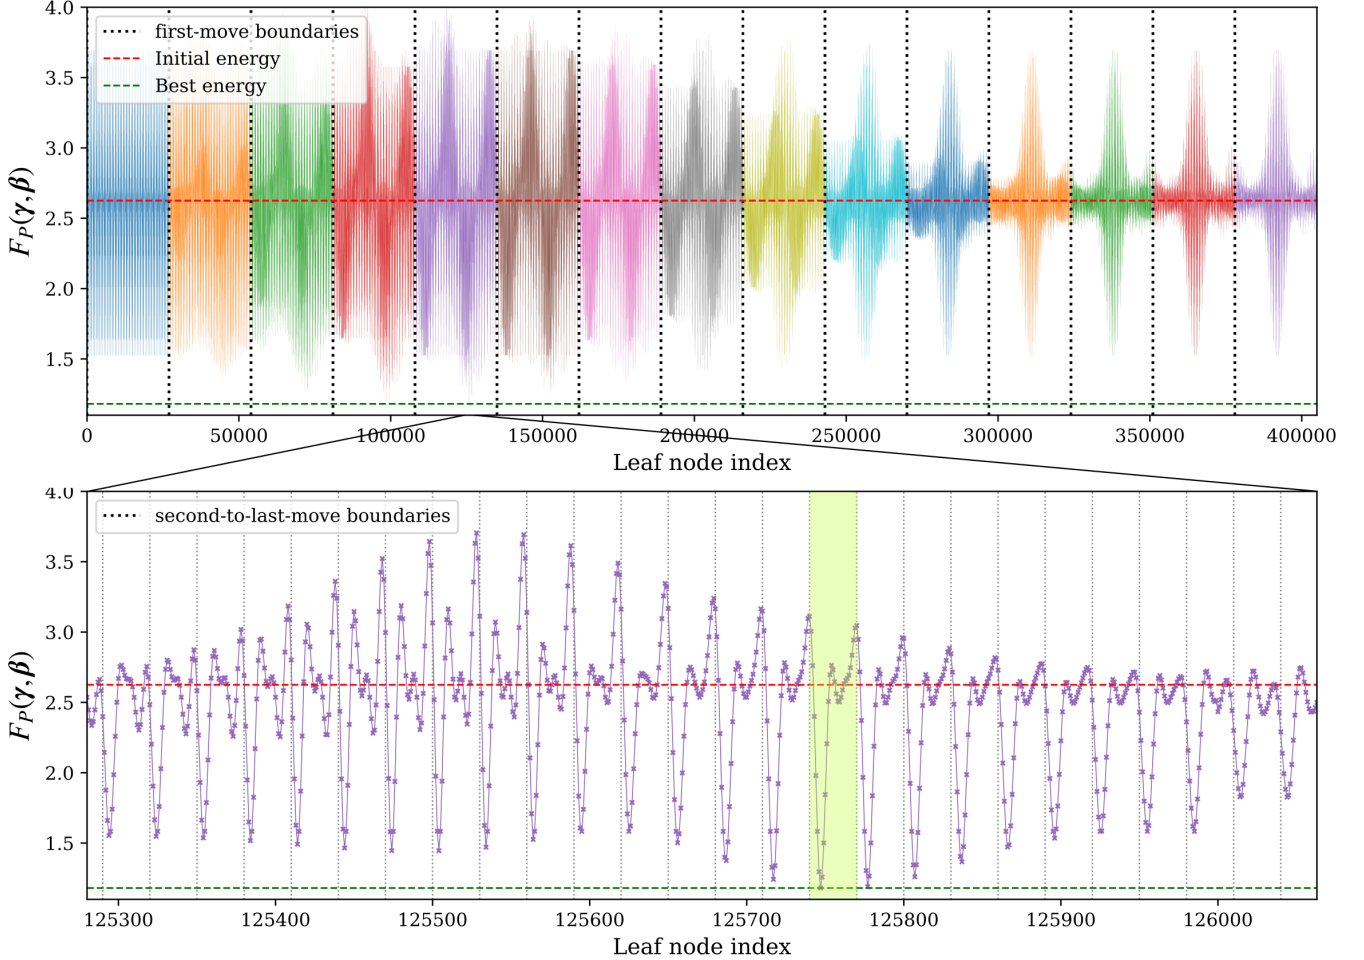 4.0
3.5
3.0
2.5
2.0
1.5
F_P(γ,β)
first-move boundaries
Initial energy
Best energy
0 50000 100000 150000 200000 250000 300000 350000 400000
Leaf node index
4.0
3.5
3.0
2.5
2.0
1.5
F_P(γ,β)
second-to-last-move boundaries
125300 125400 125500 125600 125700 125800 125900 126000
Leaf node index